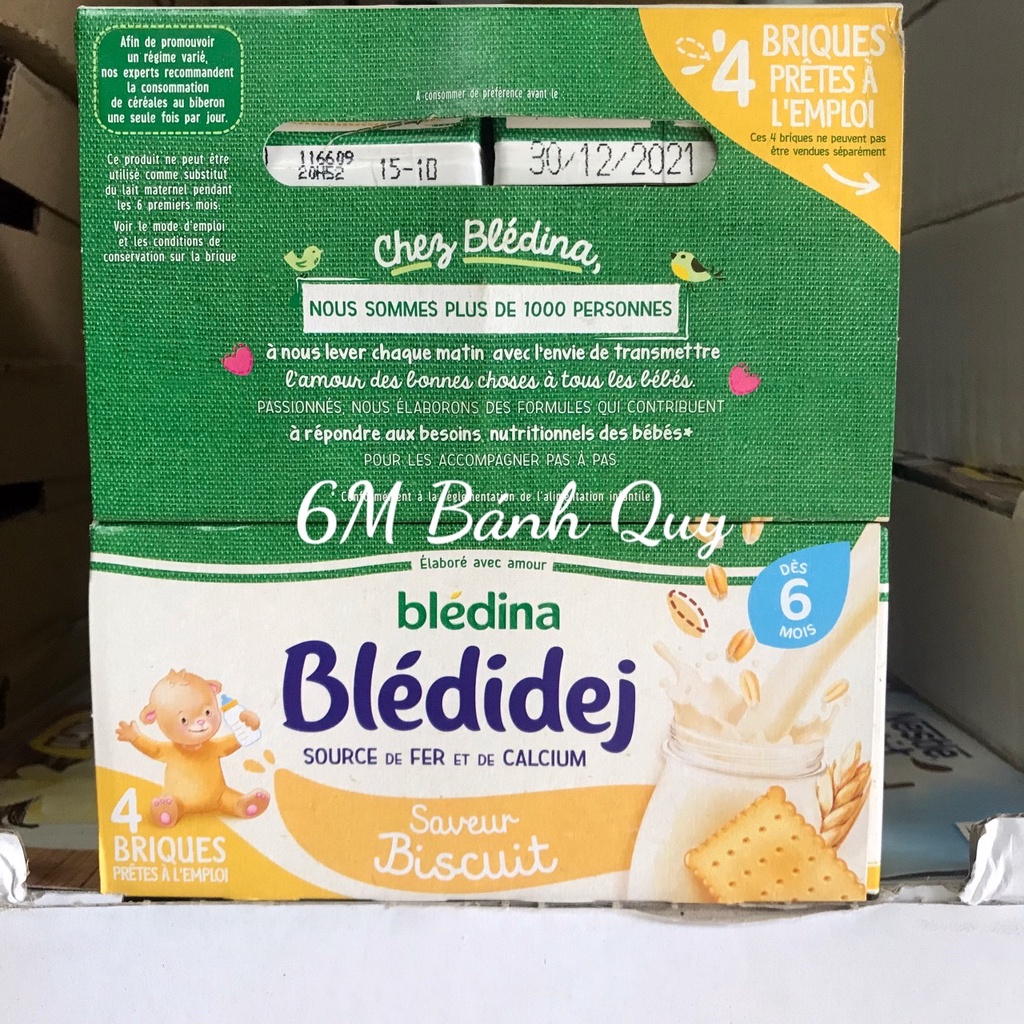 Afin de promouvoir
un régime varié,
nos experts recommandent
la consommation
de céréales au biberon
une seule fois par jour.
Ce produit ne peut être
utilisé comme substitut
du lait maternel pendant
les 6 premiers mois.
Voir le mode d'emploi
et les conditions de
conservation sur la brique
A consommer de préférence avant le
116609
20H52
15-10
30/12/2021
4 BRIQUES
PRÊTES À
L'EMPLOI
Ces 4 briques ne peuvent pas
être vendues séparément
Chez Blédina,
NOUS SOMMES PLUS DE 1000 PERSONNES
à nous lever chaque matin avec l'envie de transmettre
l'amour des bonnes choses à tous les bébés.
PASSIONNÉS, NOUS ÉLABORONS DES FORMULES QUI CONTRIBUENT
à répondre aux besoins nutritionnels des bébés*
POUR LES ACCOMPAGNER PAS À PAS
*Conformément à la réglementation de l'alimentation infantile.
6M Bánh Quy
Élaboré avec amour
blédina
Blédidej
SOURCE DE FER ET DE CALCIUM
DÈS
6
MOIS
Saveur
Biscuit
4
BRIQUES
PRÊTES À L'EMPLOI